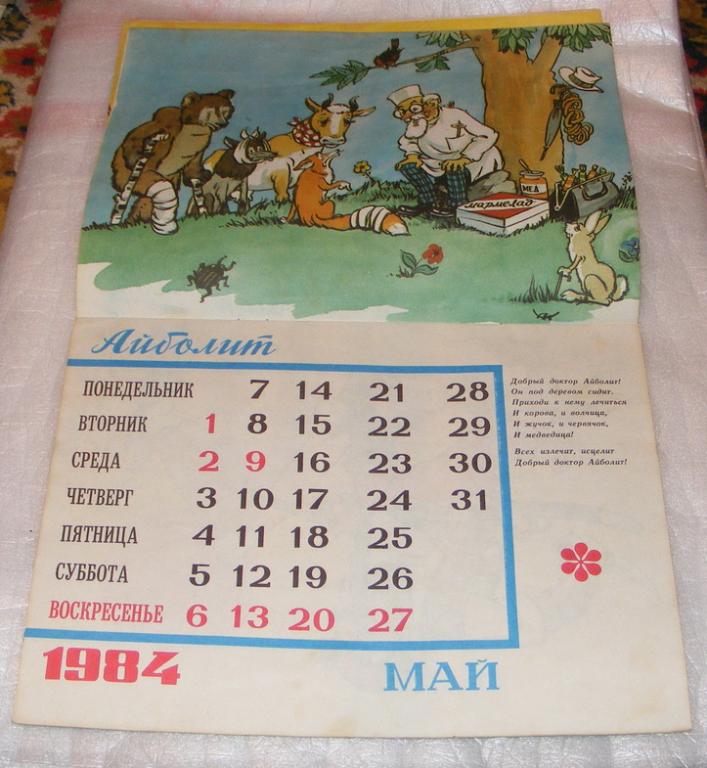 МЕД
мармелад
Айболит
ПОНЕДЕЛЬНИК 7 14 21 28
ВТОРНИК 1 8 15 22 29
СРЕДА 2 9 16 23 30
ЧЕТВЕРГ 3 10 17 24 31
ПЯТНИЦА 4 11 18 25
СУББОТА 5 12 19 26
ВОСКРЕСЕНЬЕ 6 13 20 27
1984 МАЙ
Добрый доктор Айболит!
Он под деревом сидит.
Приходи к нему лечиться
И корова, и волчица,
И жучок, и червячок,
И медведица!
Всех излечит, исцелит
Добрый доктор Айболит!